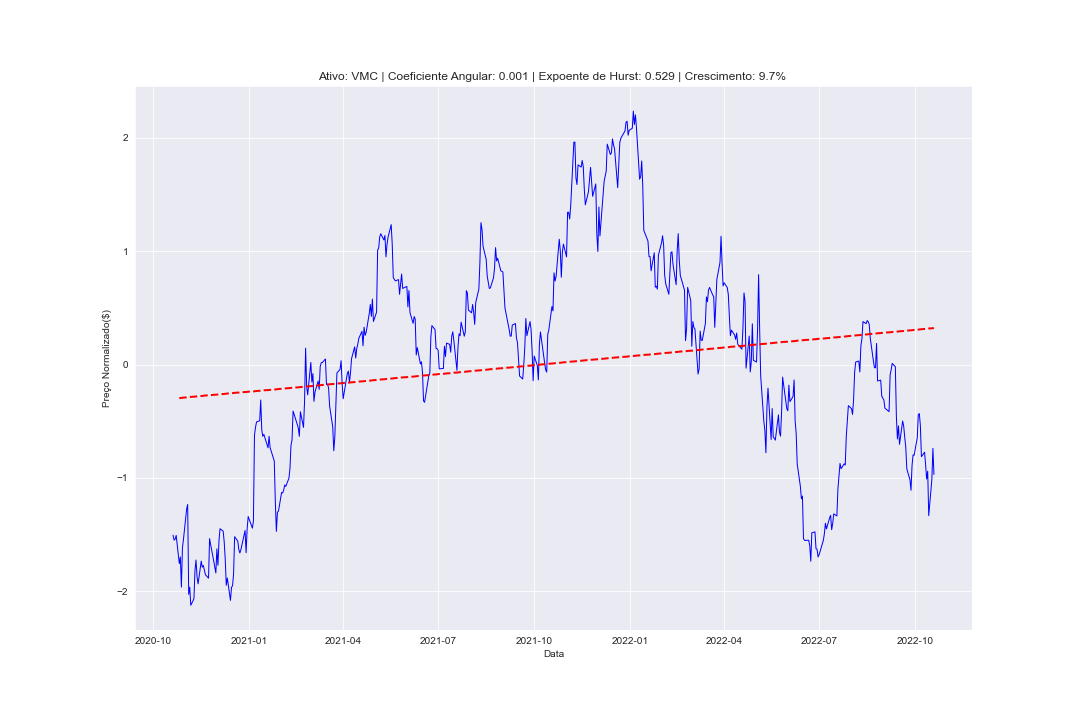 Ativo: VMC | Coeficiente Angular: 0.001 | Expoente de Hurst: 0.529 | Crescimento: 9.7%
Preço Normalizado($)
2
1
0
−1
−2
2020-10 2021-01 2021-04 2021-07 2021-10 2022-01 2022-04 2022-07 2022-10
Data